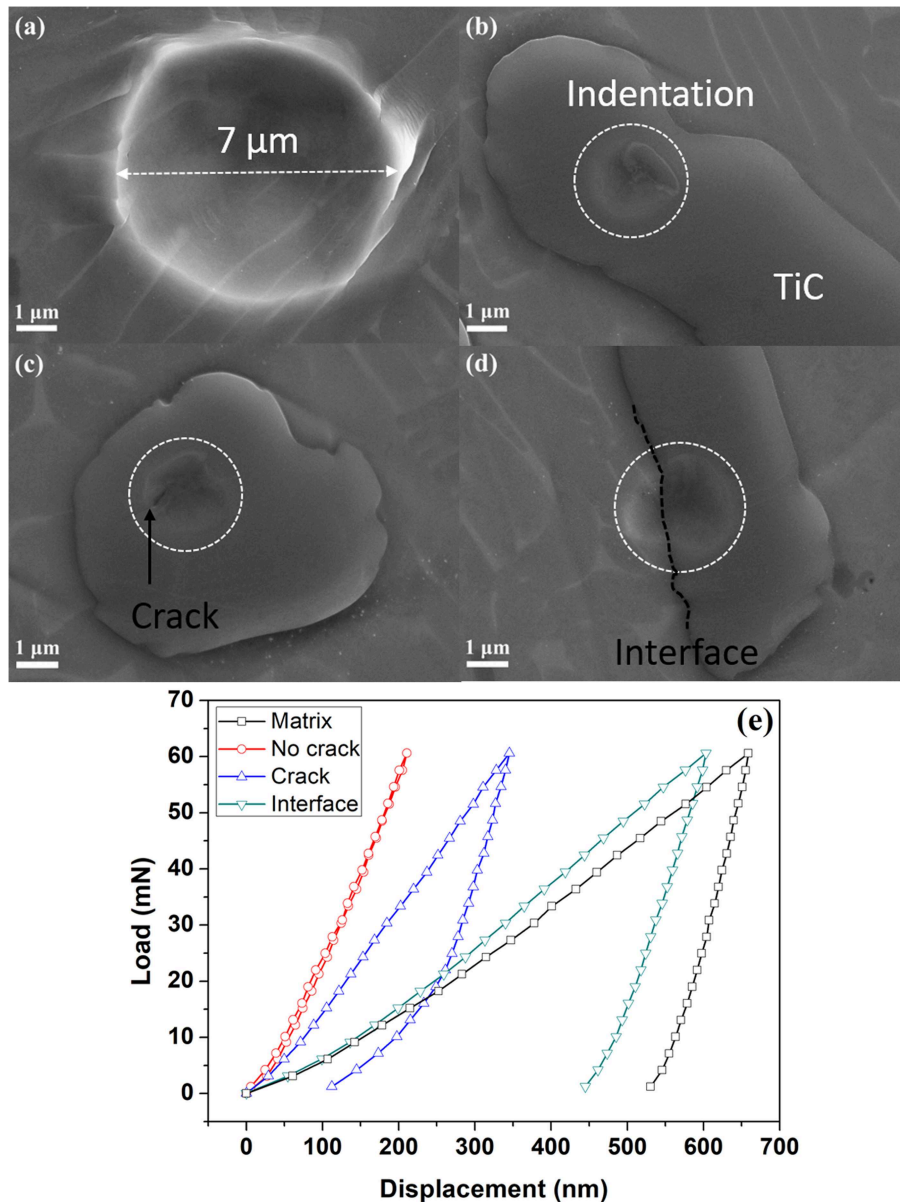 (a)
7 µm
1 µm
(b)
Indentation
TiC
1 µm
(c)
Crack
1 µm
(d)
Interface
1 µm
(e)
Matrix
No crack
Crack
Interface
Load (mN)
70
60
50
40
30
20
10
0
0 100 200 300 400 500 600 700
Displacement (nm)